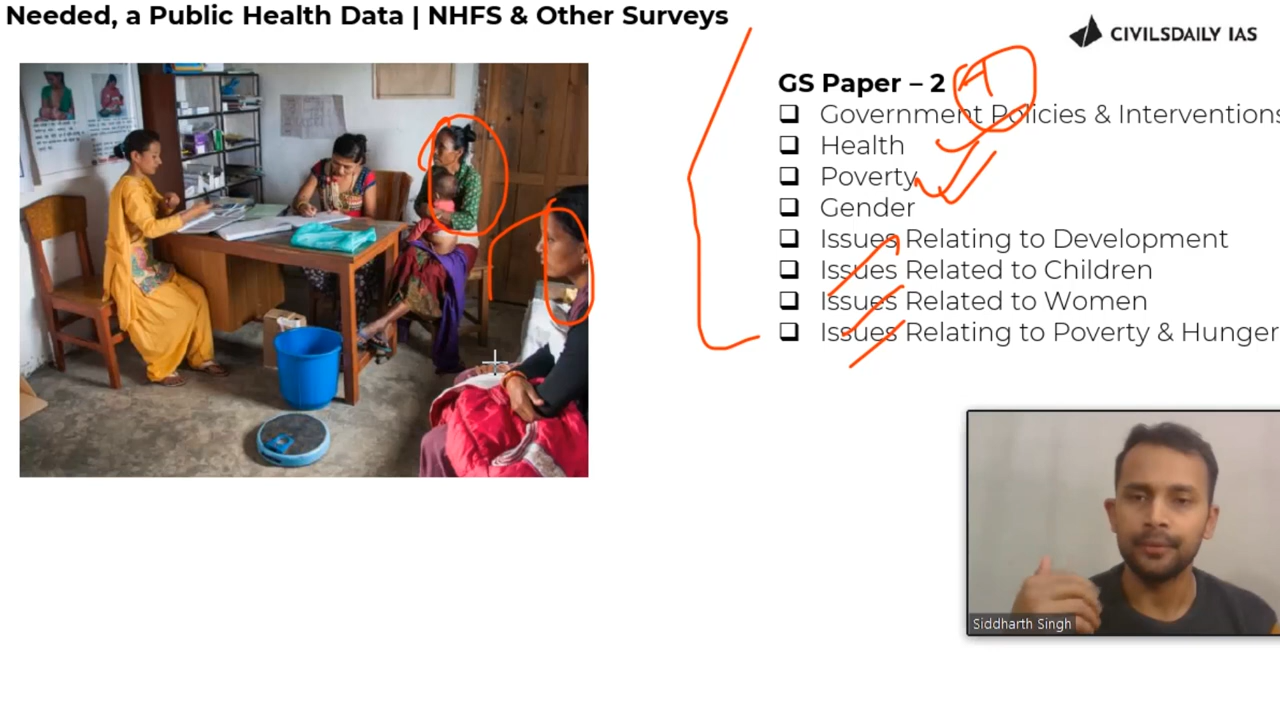 Needed, a Public Health Data | NHFS & Other Surveys
CIVILSDAILY IAS
GS Paper – 2
A
Government Policies & Interventions
Health
Poverty
Gender
Issues Relating to Development
Issues Related to Children
Issues Related to Women
Issues Relating to Poverty & Hunger
Siddharth Singh